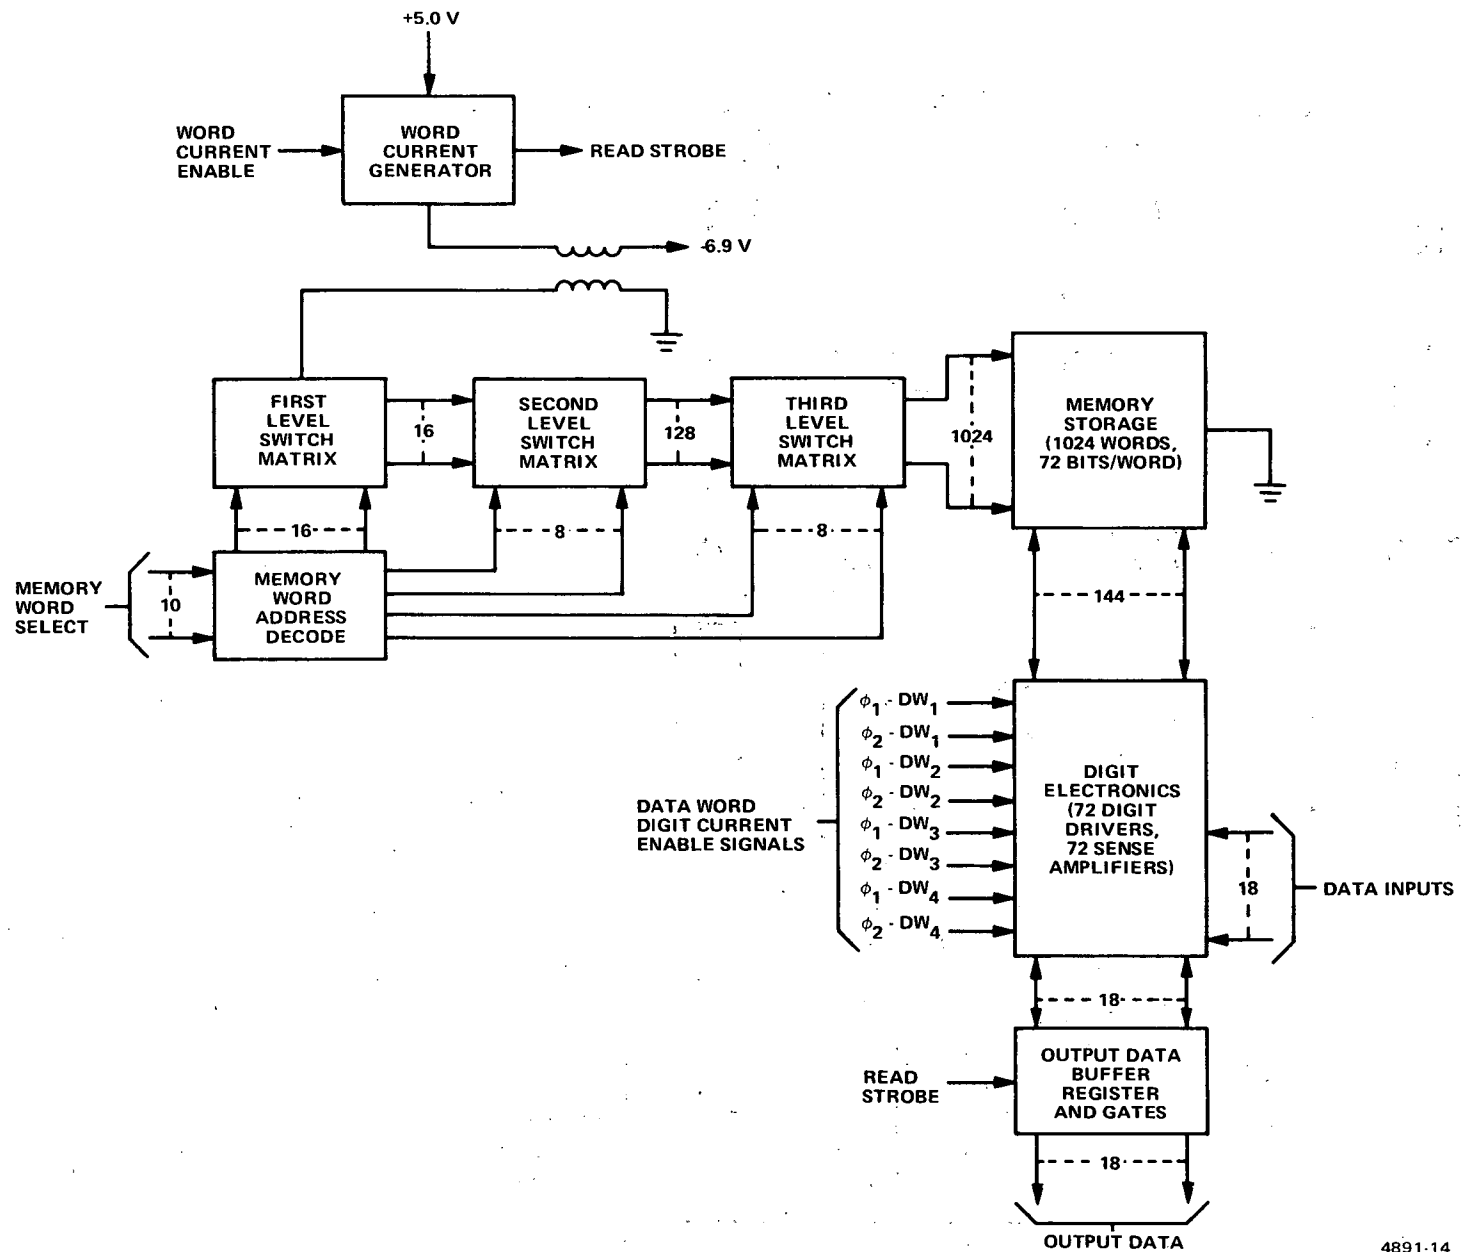 +5.0 V
WORD
CURRENT
ENABLE
WORD
CURRENT
GENERATOR
READ STROBE
-6.9 V
FIRST
LEVEL
SWITCH
MATRIX
16
SECOND
LEVEL
SWITCH
MATRIX
128
THIRD
LEVEL
SWITCH
MATRIX
1024
MEMORY
STORAGE
(1024 WORDS,
72 BITS/WORD)
16
8
8
MEMORY
WORD
SELECT
10
MEMORY
WORD
ADDRESS
DECODE
144
DATA WORD
DIGIT CURRENT
ENABLE SIGNALS
ϕ1 - DW1
ϕ2 - DW1
ϕ1 - DW2
ϕ2 - DW2
ϕ1 - DW3
ϕ2 - DW3
ϕ1 - DW4
ϕ2 - DW4
DIGIT
ELECTRONICS
(72 DIGIT
DRIVERS,
72 SENSE
AMPLIFIERS)
18
DATA INPUTS
18
READ
STROBE
OUTPUT DATA
BUFFER
REGISTER
AND GATES
18
OUTPUT DATA
4891-14